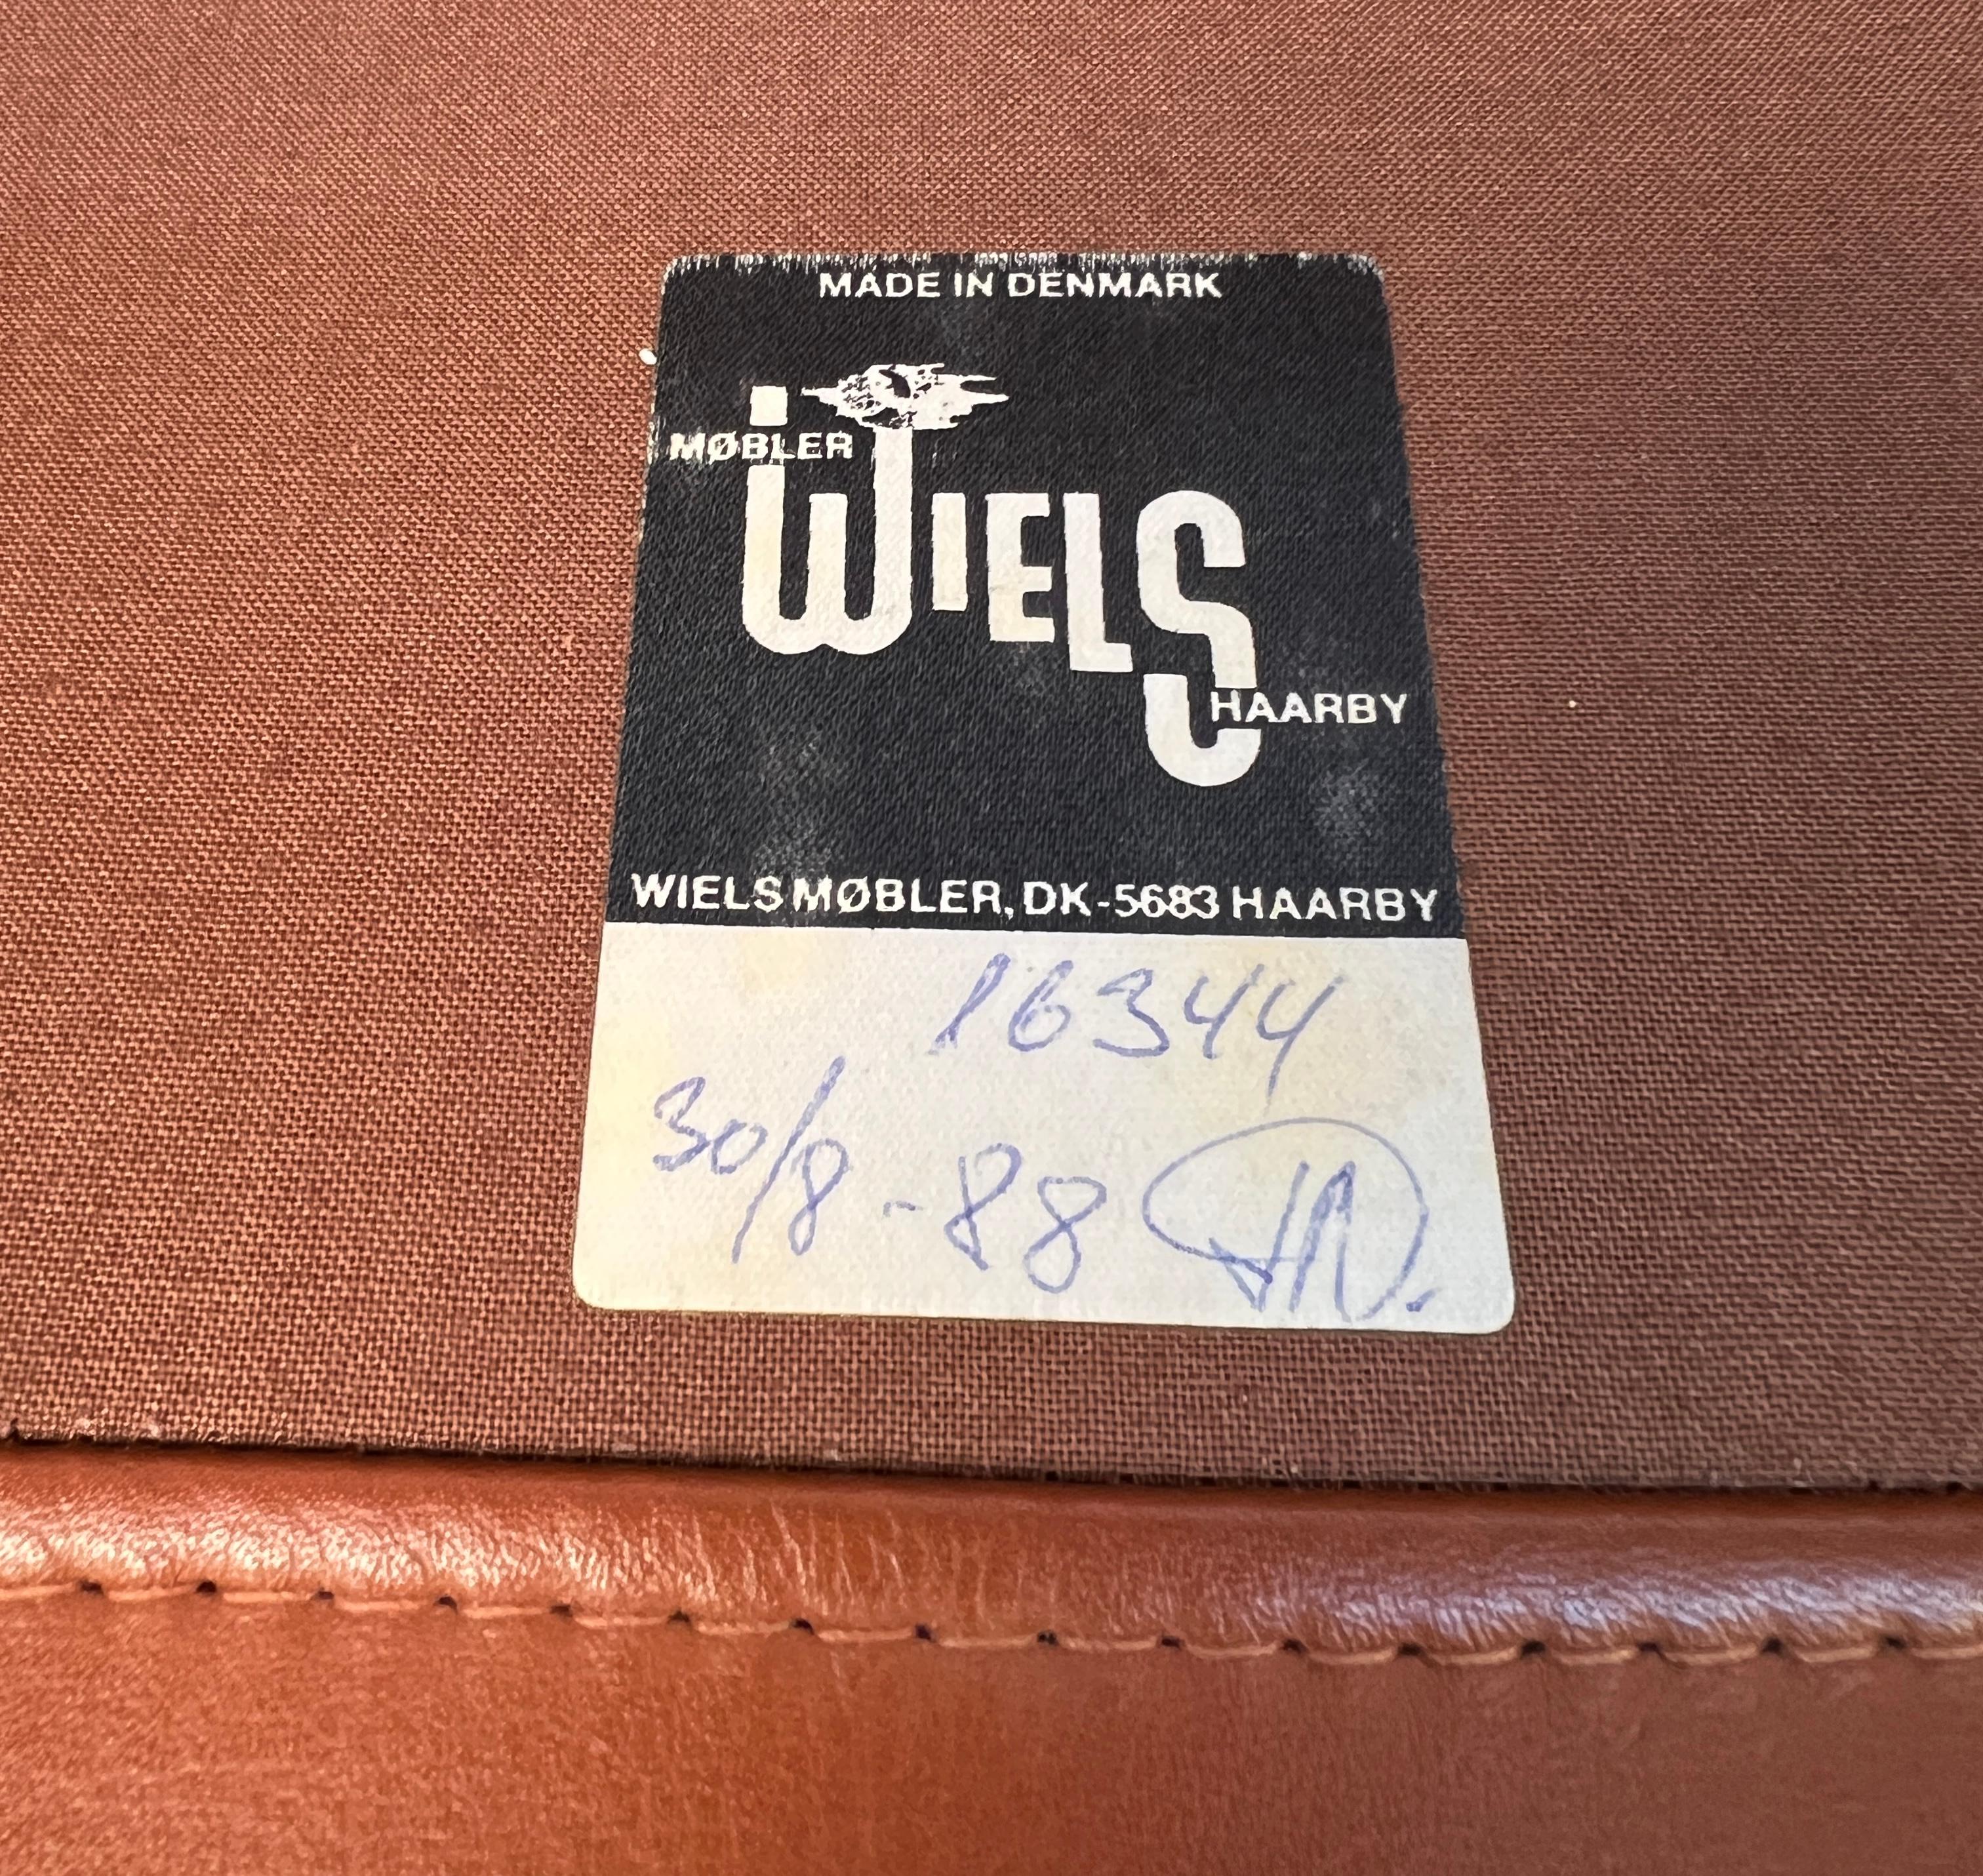 MADE IN DENMARK
MØBLER
WIELS
HAARBY
WIELS MØBLER, DK-5683 HAARBY
16344
30/8-88